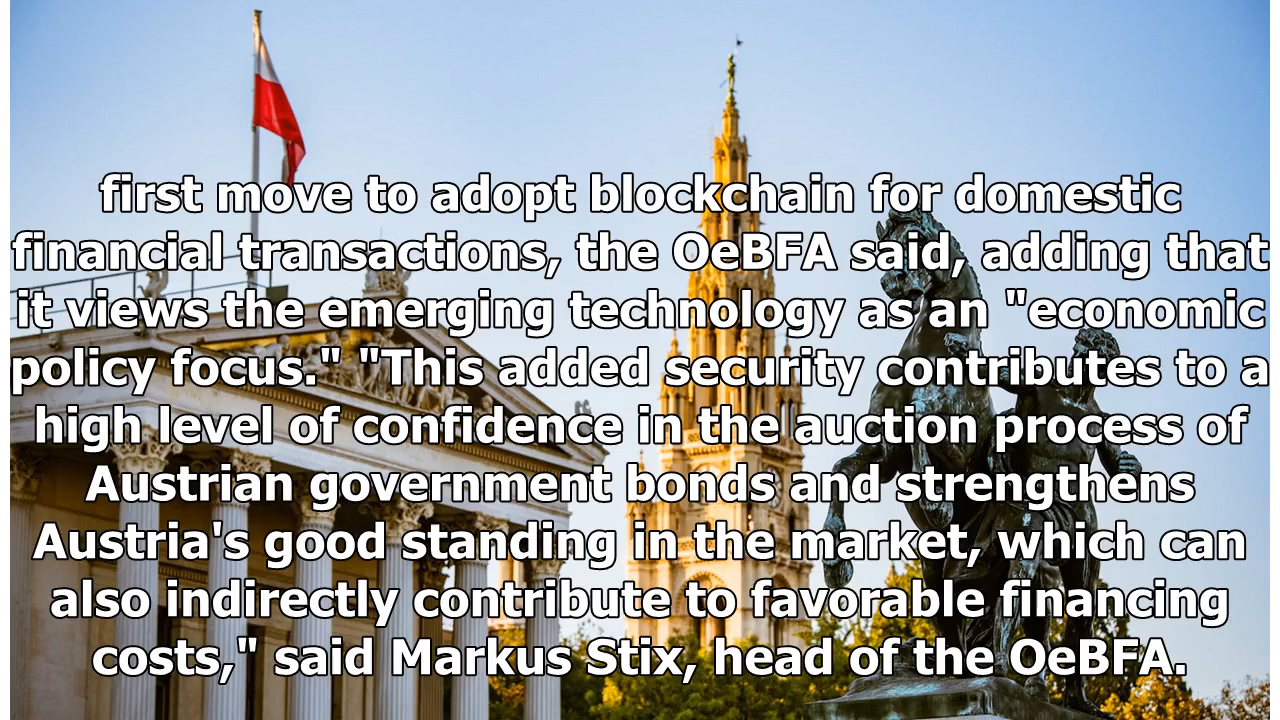 first move to adopt blockchain for domestic
financial transactions, the OeBFA said, adding that
it views the emerging technology as an "economic
policy focus." "This added security contributes to a
high level of confidence in the auction process of
Austrian government bonds and strengthens
Austria's good standing in the market, which can
also indirectly contribute to favorable financing
costs," said Markus Stix, head of the OeBFA.